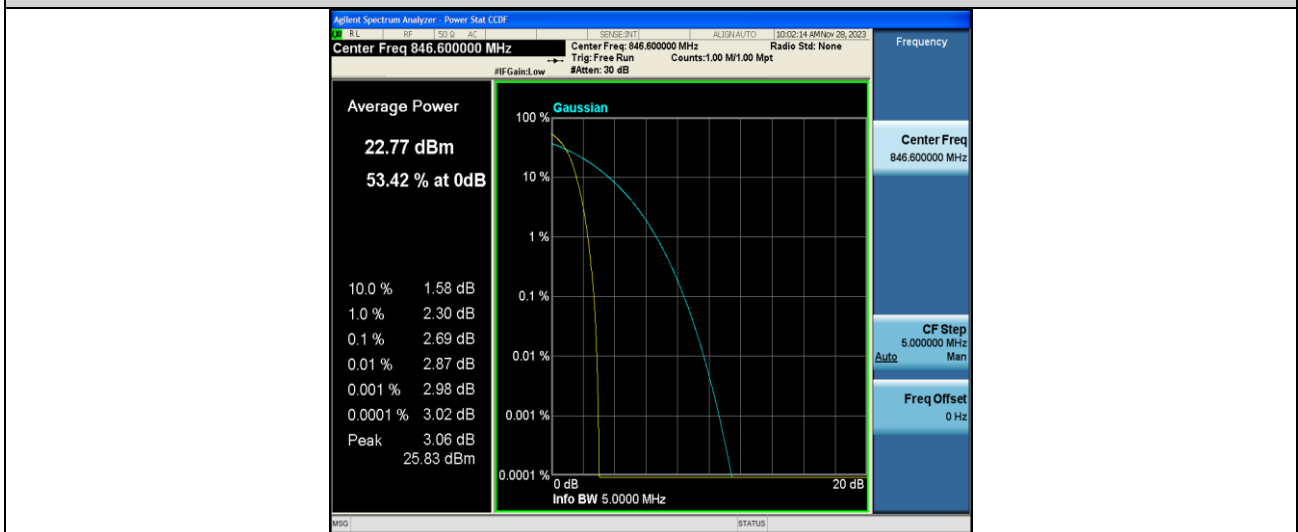 Agilent Spectrum Analyzer - Power Stat CCDF
LXI RL RF 50 Ω AC SENSE:INT ALIGN AUTO 10:02:14 AM Nov 28, 2023
Center Freq 846.600000 MHz
Center Freq: 846.600000 MHz Radio Std: None
Trig: Free Run Counts:1.00 M/1.00 Mpt
#IFGain:Low #Atten: 30 dB
Average Power
22.77 dBm
53.42 % at 0dB
10.0 % 1.58 dB
1.0 % 2.30 dB
0.1 % 2.69 dB
0.01 % 2.87 dB
0.001 % 2.98 dB
0.0001 % 3.02 dB
Peak 3.06 dB
25.83 dBm
Gaussian
100 %
10 %
1 %
0.1 %
0.01 %
0.001 %
0.0001 %
0 dB 20 dB
Info BW 5.0000 MHz
Frequency
Center Freq
846.600000 MHz
CF Step
5.000000 MHz
Auto Man
Freq Offset
0 Hz
MSG STATUS